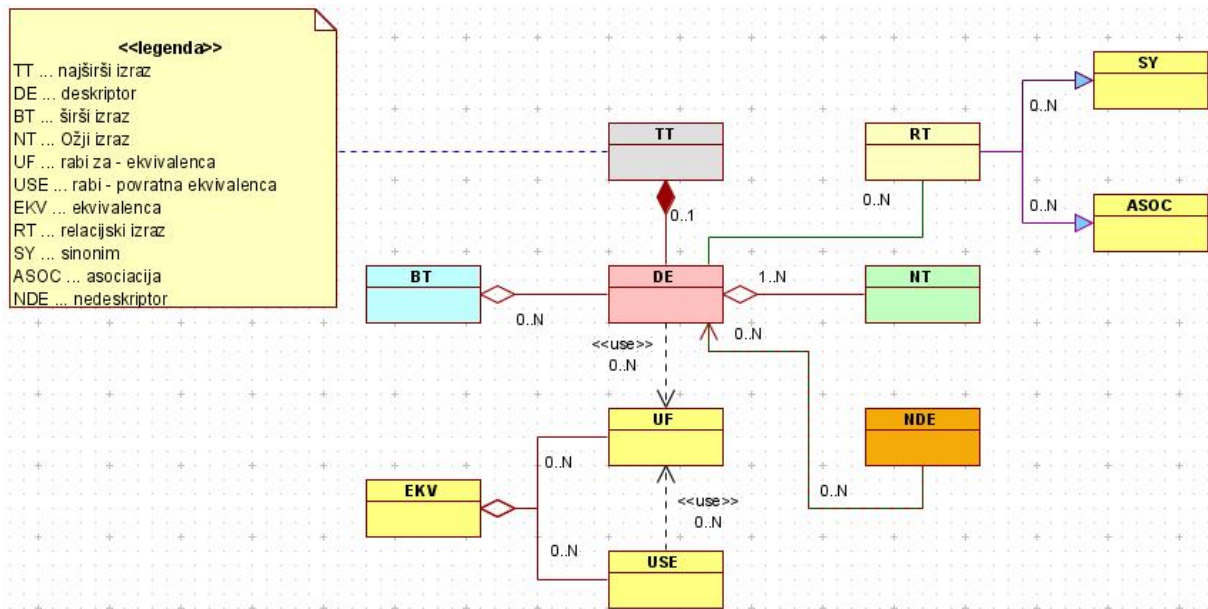 <<legenda>>
TT ... najširši izraz
DE ... deskriptor
BT ... širši izraz
NT ... Ožji izraz
UF ... rabi za - ekvivalenca
USE ... rabi - povratna ekvivalenca
EKV ... ekvivalenca
RT ... relacijski izraz
SY ... sinonim
ASOC ... asociacija
NDE ... nedeskriptor
SY
0..N
TT
RT
0..N
0..N
ASOC
0..1
BT
DE
1..N
NT
0..N
0..N
<<use>>
0..N
UF
NDE
0..N
EKV
0..N
<<use>>
0..N
0..N
USE